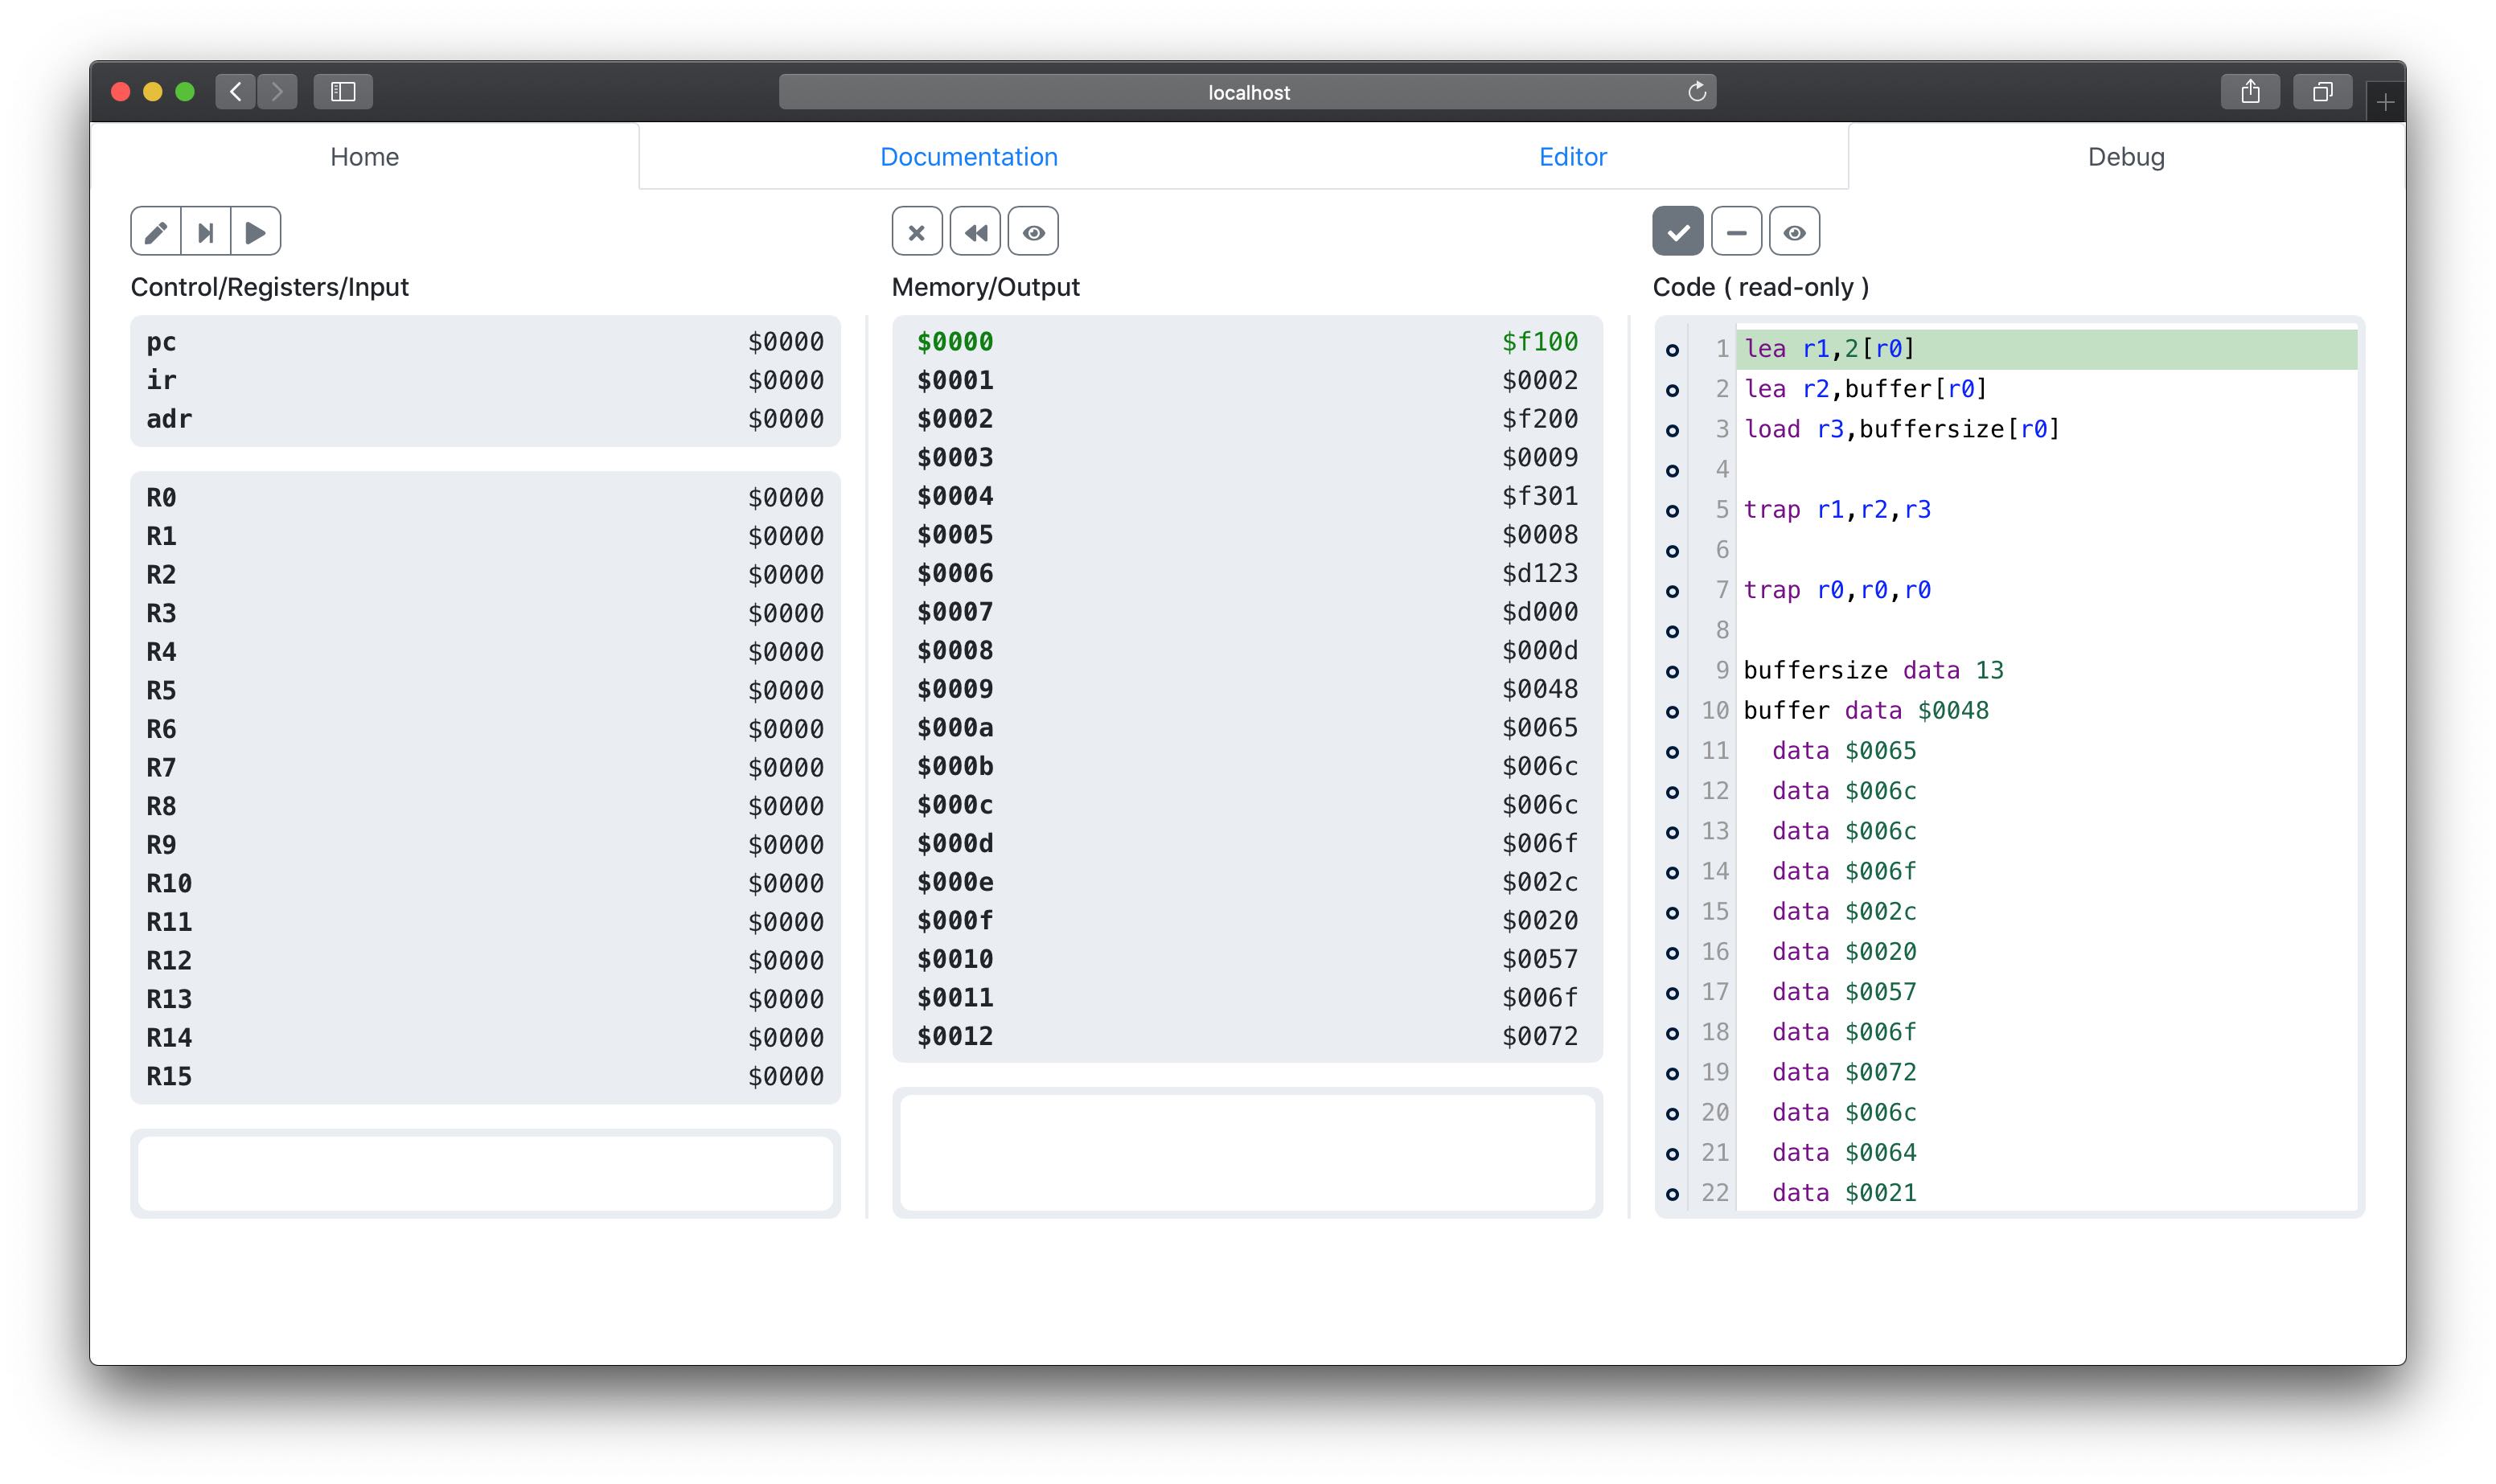 localhost
Home Documentation Editor Debug
Control/Registers/Input
pc $0000
ir $0000
adr $0000
R0 $0000
R1 $0000
R2 $0000
R3 $0000
R4 $0000
R5 $0000
R6 $0000
R7 $0000
R8 $0000
R9 $0000
R10 $0000
R11 $0000
R12 $0000
R13 $0000
R14 $0000
R15 $0000
Memory/Output
$0000 $f100
$0001 $0002
$0002 $f200
$0003 $0009
$0004 $f301
$0005 $0008
$0006 $d123
$0007 $d000
$0008 $000d
$0009 $0048
$000a $0065
$000b $006c
$000c $006c
$000d $006f
$000e $002c
$000f $0020
$0010 $0057
$0011 $006f
$0012 $0072
Code ( read-only )
1 lea r1,2[r0]
2 lea r2,buffer[r0]
3 load r3,buffersize[r0]
4
5 trap r1,r2,r3
6
7 trap r0,r0,r0
8
9 buffersize data 13
10 buffer data $0048
11 data $0065
12 data $006c
13 data $006c
14 data $006f
15 data $002c
16 data $0020
17 data $0057
18 data $006f
19 data $0072
20 data $006c
21 data $0064
22 data $0021